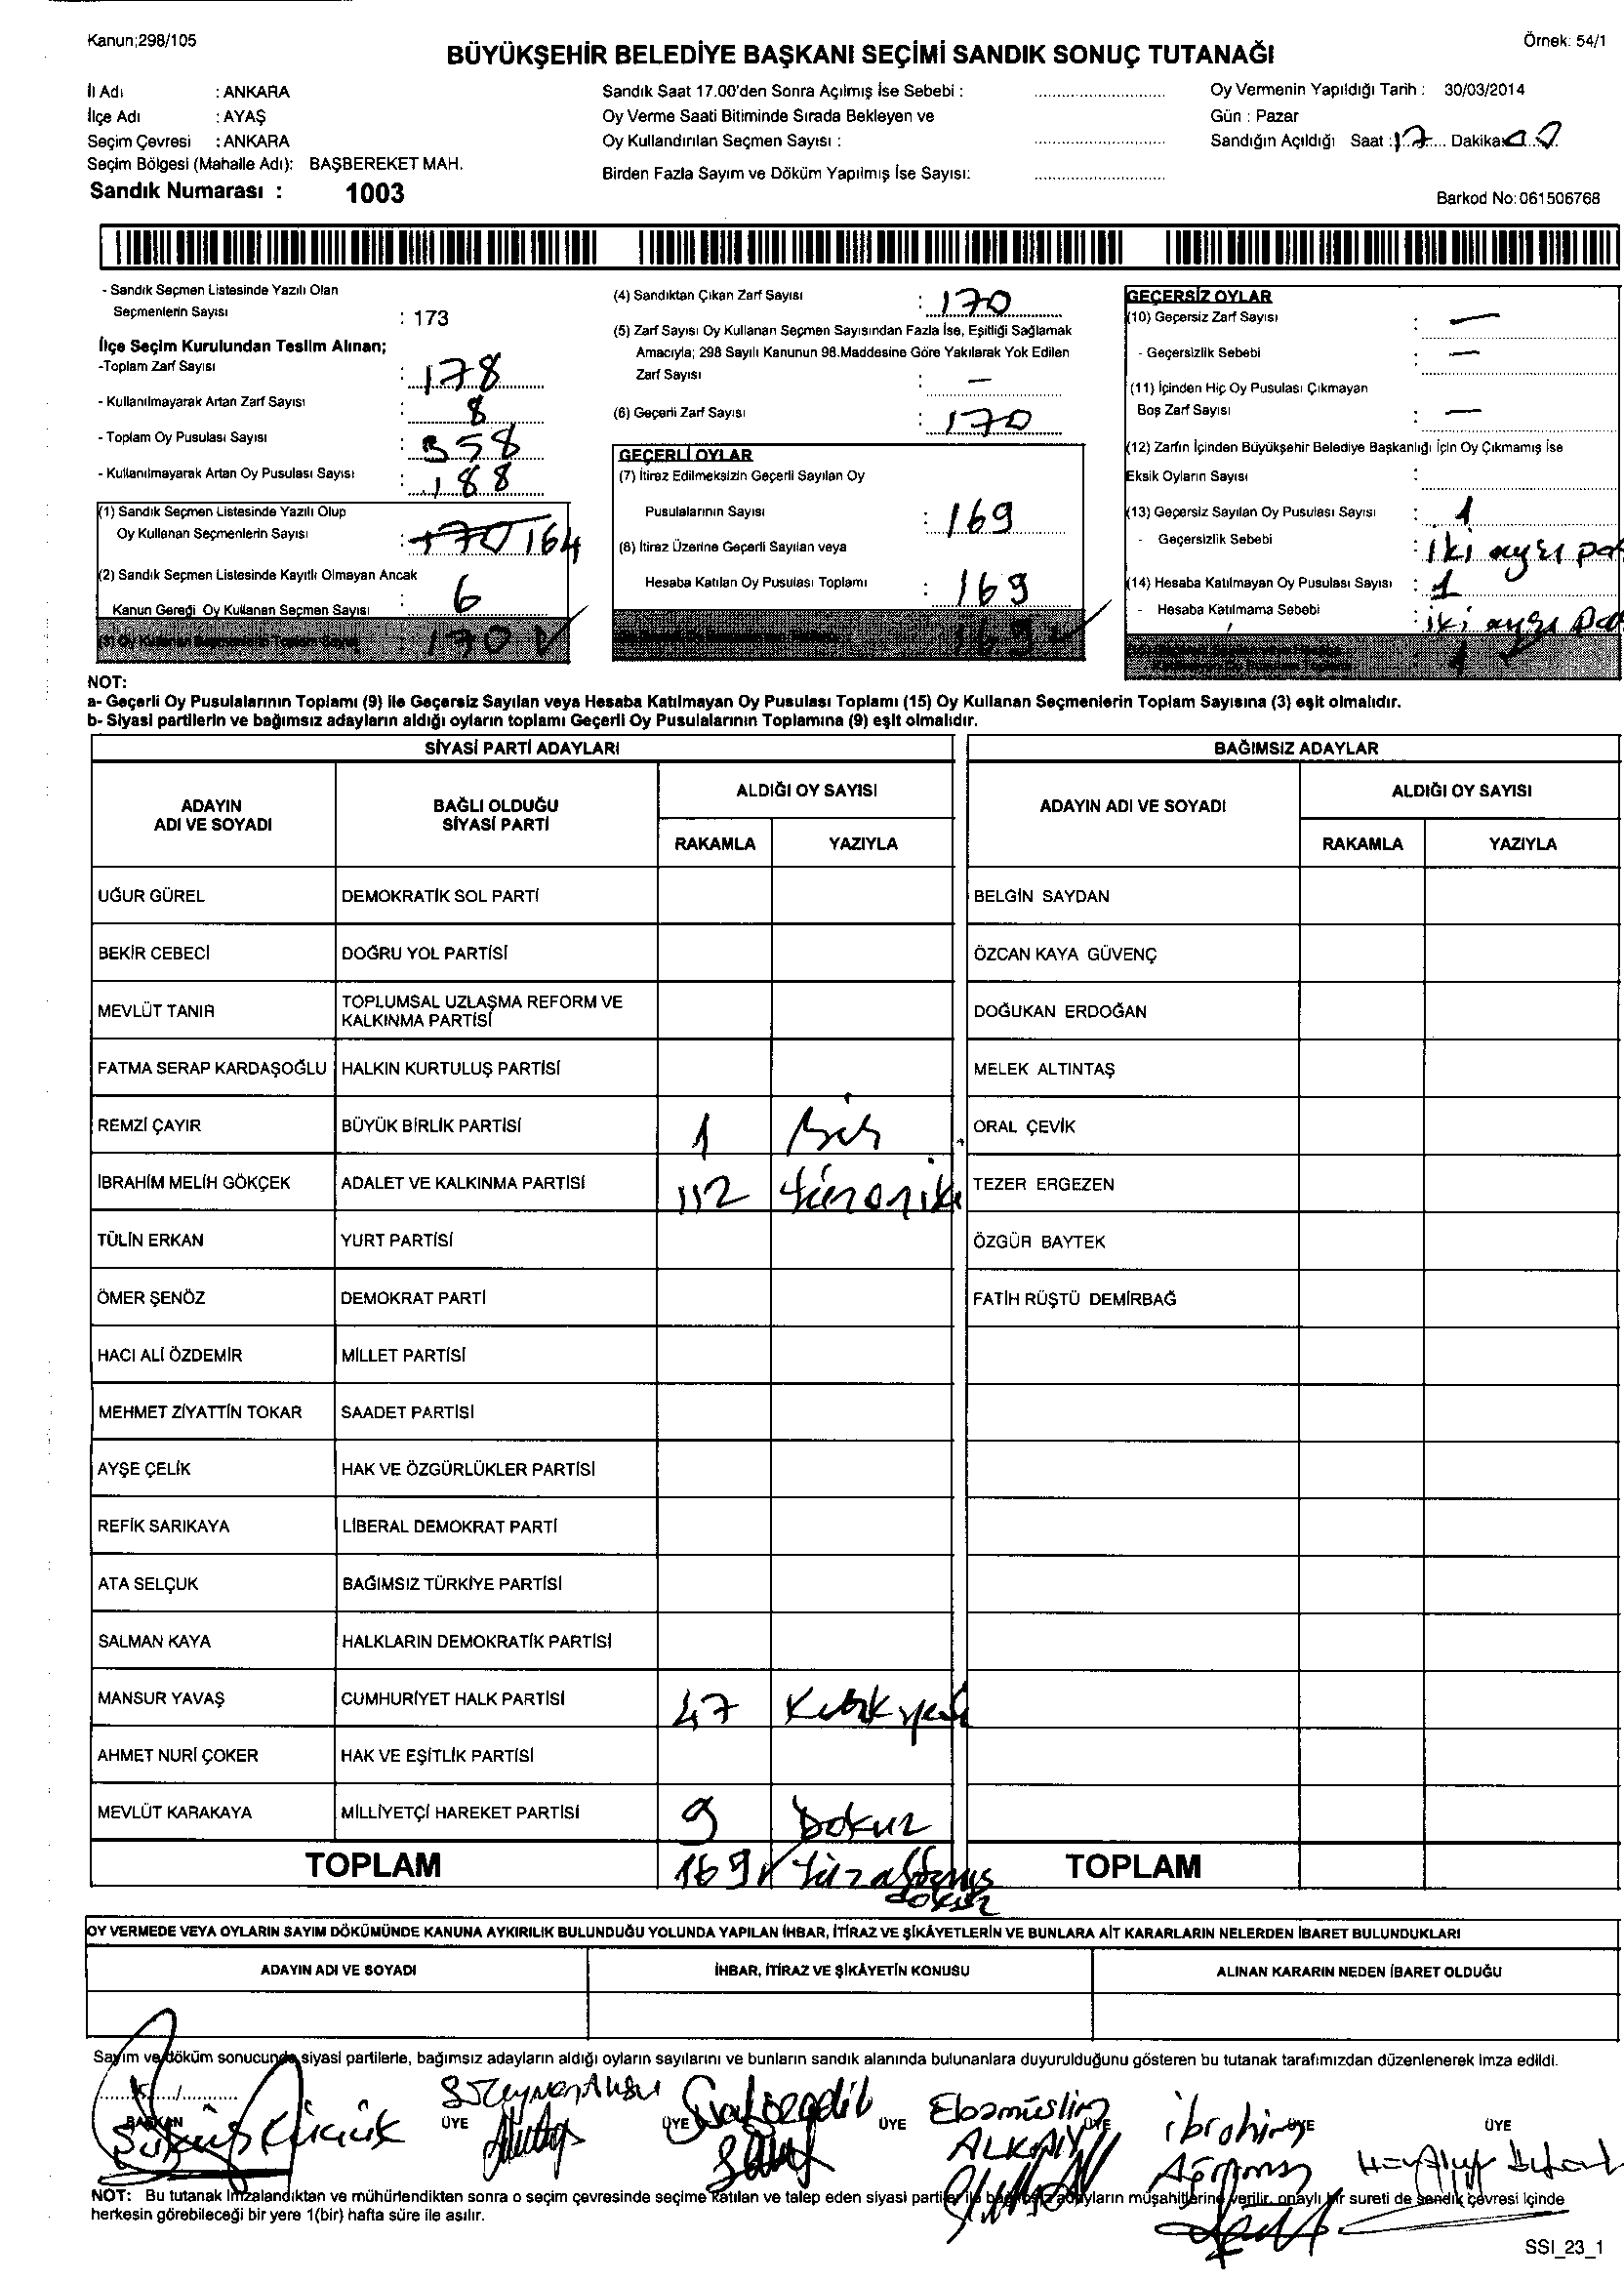 Kanun;298/105
Örnek: 54/1
BÜYÜKŞEHİR BELEDİYE BAŞKANI SEÇİMİ SANDIK SONUÇ TUTANAĞI
İl Adı : ANKARA
İlçe Adı : AYAŞ
Seçim Çevresi : ANKARA
Seçim Bölgesi (Mahalle Adı): BAŞBEREKET MAH.
Sandık Numarası : 1003
Sandık Saat 17.00'den Sonra Açılmış İse Sebebi :
Oy Verme Saati Bitiminde Sırada Bekleyen ve
Oy Kullandırılan Seçmen Sayısı :
Birden Fazla Sayım ve Döküm Yapılmış İse Sayısı:
Oy Vermenin Yapıldığı Tarih : 30/03/2014
Gün : Pazar
Sandığın Açıldığı Saat : 17 Dakika
Barkod No:061506768
- Sandık Seçmen Listesinde Yazılı Olan
Seçmenlerin Sayısı : 173
İlçe Seçim Kurulundan Teslim Alınan;
-Toplam Zarf Sayısı : 178
- Kullanılmayarak Artan Zarf Sayısı : 8
- Toplam Oy Pusulası Sayısı : 358
- Kullanılmayarak Artan Oy Pusulası Sayısı : 188
(1) Sandık Seçmen Listesinde Yazılı Olup
Oy Kullanan Seçmenlerin Sayısı : 170 164
(2) Sandık Seçmen Listesinde Kayıtlı Olmayan Ancak
Kanun Gereği Oy Kullanan Seçmen Sayısı : 6
(3) Oy Kullanan Seçmenlerin Toplam Sayısı : 170
(4) Sandıktan Çıkan Zarf Sayısı : 170
(5) Zarf Sayısı Oy Kullanan Seçmen Sayısından Fazla İse, Eşitliği Sağlamak
Amacıyla; 298 Sayılı Kanunun 98.Maddesine Göre Yakılarak Yok Edilen
Zarf Sayısı : -
(6) Geçerli Zarf Sayısı : 170
GEÇERLİ OYLAR
(7) İtiraz Edilmeksizin Geçerli Sayılan Oy
Pusulalarının Sayısı : 169
(8) İtiraz Üzerine Geçerli Sayılan veya
Hesaba Katılan Oy Pusulası Toplamı : 169
169
GEÇERSİZ OYLAR
(10) Geçersiz Zarf Sayısı : -
- Geçersizlik Sebebi : -
(11) İçinden Hiç Oy Pusulası Çıkmayan
Boş Zarf Sayısı : -
(12) Zarfın İçinden Büyükşehir Belediye Başkanlığı İçin Oy Çıkmamış İse
Eksik Oyların Sayısı :
(13) Geçersiz Sayılan Oy Pusulası Sayısı : 1
- Geçersizlik Sebebi : iki ayrı
(14) Hesaba Katılmayan Oy Pusulası Sayısı : 1
- Hesaba Katılmama Sebebi : iki ayrı
1
NOT:
a- Geçerli Oy Pusulalarının Toplamı (9) ile Geçersiz Sayılan veya Hesaba Katılmayan Oy Pusulası Toplamı (15) Oy Kullanan Seçmenlerin Toplam Sayısına (3) eşit olmalıdır.
b- Siyasi partilerin ve bağımsız adayların aldığı oyların toplamı Geçerli Oy Pusulalarının Toplamına (9) eşit olmalıdır.
SİYASİ PARTİ ADAYLARI
BAĞIMSIZ ADAYLAR
ADAYIN
ADI VE SOYADI
BAĞLI OLDUĞU
SİYASİ PARTİ
ALDIĞI OY SAYISI
RAKAMLA YAZIYLA
ADAYIN ADI VE SOYADI
ALDIĞI OY SAYISI
RAKAMLA YAZIYLA
UĞUR GÜREL DEMOKRATİK SOL PARTİ BELGİN SAYDAN
BEKİR CEBECİ DOĞRU YOL PARTİSİ ÖZCAN KAYA GÜVENÇ
MEVLÜT TANIR TOPLUMSAL UZLAŞMA REFORM VE
KALKINMA PARTİSİ DOĞUKAN ERDOĞAN
FATMA SERAP KARDAŞOĞLU HALKIN KURTULUŞ PARTİSİ MELEK ALTINTAŞ
REMZİ ÇAYIR BÜYÜK BİRLİK PARTİSİ 1 Bir ORAL ÇEVİK
İBRAHİM MELİH GÖKÇEK ADALET VE KALKINMA PARTİSİ 112 yüzoniki TEZER ERGEZEN
TÜLİN ERKAN YURT PARTİSİ ÖZGÜR BAYTEK
ÖMER ŞENÖZ DEMOKRAT PARTİ FATİH RÜŞTÜ DEMİRBAĞ
HACI ALİ ÖZDEMİR MİLLET PARTİSİ
MEHMET ZİYATTİN TOKAR SAADET PARTİSİ
AYŞE ÇELİK HAK VE ÖZGÜRLÜKLER PARTİSİ
REFİK SARIKAYA LİBERAL DEMOKRAT PARTİ
ATA SELÇUK BAĞIMSIZ TÜRKİYE PARTİSİ
SALMAN KAYA HALKLARIN DEMOKRATİK PARTİSİ
MANSUR YAVAŞ CUMHURİYET HALK PARTİSİ 47 Kırk yedi
AHMET NURİ ÇOKER HAK VE EŞİTLİK PARTİSİ
MEVLÜT KARAKAYA MİLLİYETÇİ HAREKET PARTİSİ 9 Dokuz
TOPLAM 169 yüzaltmış
dokuz
TOPLAM
OY VERMEDE VEYA OYLARIN SAYIM DÖKÜMÜNDE KANUNA AYKIRILIK BULUNDUĞU YOLUNDA YAPILAN İHBAR, İTİRAZ VE ŞİKÂYETLERİN VE BUNLARA AİT KARARLARIN NELERDEN İBARET BULUNDUKLARI
ADAYIN ADI VE SOYADI İHBAR, İTİRAZ VE ŞİKÂYETİN KONUSU ALINAN KARARIN NEDEN İBARET OLDUĞU
Sayım ve döküm sonucunda siyasi partilerle, bağımsız adayların aldığı oyların sayılarını ve bunların sandık alanında bulunanlara duyurulduğunu gösteren bu tutanak tarafımızdan düzenlenerek imza edildi.
BAŞKAN ÜYE ÜYE ÜYE ÜYE ÜYE ÜYE
Küçük
Ebamüslim
ALKAN
ibrahim
NOT: Bu tutanak İmzalandıktan ve mühürlendikten sonra o seçim çevresinde seçime katılan ve talep eden siyasi partiler ile bağımsız adayların müşahitlerine verilir, onaylı bir sureti de sandık çevresi içinde
herkesin görebileceği bir yere 1(bir) hafta süre ile asılır.
SSI_23_1